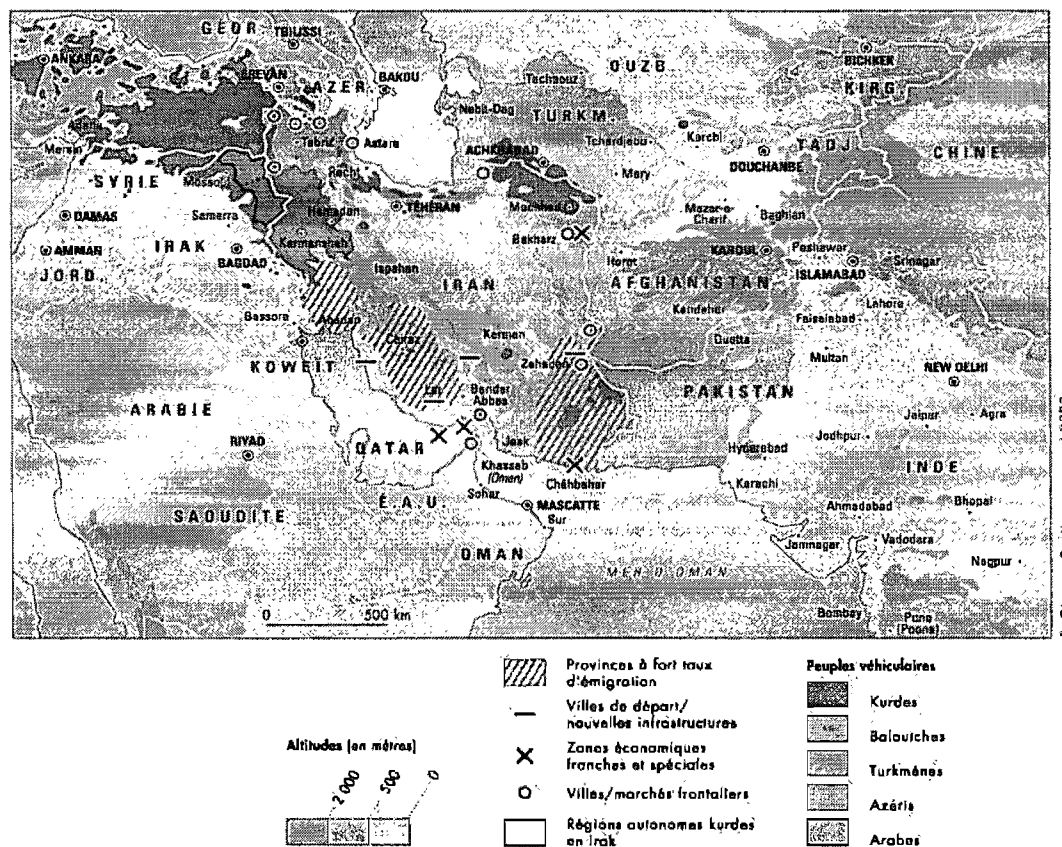 GÉOR.
TBILISSI
ANKARA
EREVAN
AZER.
BAKOU
OUZB.
BICHKEK
KIRG.
Tachaouz
Nebit-Dag
TURKM.
Tchardjeou
Karchi
TADJ.
DOUCHANBE
CHINE
Mersin
Tabriz
Astara
ACHKABAD
Mary
SYRIE
Mossoul
Racht
TÉHÉRAN
Machhad
Mazar-e-
Charif
Baghlan
DAMAS
Samarra
Hamadan
Bakharz
KABOUL
Peshawar
AMMAN
IRAK
Kermanshah
Herat
ISLAMABAD
Srinagar
JORD.
BAGDAD
Ispahan
IRAN
AFGHANISTAN
Lahore
Bassora
Abadan
Kandahar
Faisalabad
Chiraz
Kerman
Quetta
KOWEIT
Zahedan
Multan
NEW DELHI
PAKISTAN
Lar
Bandar
Abbas
ARABIE
Jaipur
Agra
RIYAD
QATAR
Jask
Hyderabad
Jodhpur
Khassab
(Oman)
Châhbahar
Karachi
INDE
É.A.U.
Sohar
MASCATTE
Ahmadabad
Bhopal
SAOUDITE
Sur
Jamnagar
Vadodara
OMAN
MER D'OMAN
Nagpur
0 500 km
Bombay
Pune
(Poona)
Provinces à fort taux
d'émigration
Villes de départ/
nouvelles infrastructures
Zones économiques
franches et spéciales
Villes/marchés frontaliers
Régions autonomes kurdes
en Irak
Altitudes (en mètres)
2 000
500
0
Peuples véhiculaires
Kurdes
Baloutches
Turkmènes
Azéris
Arabes